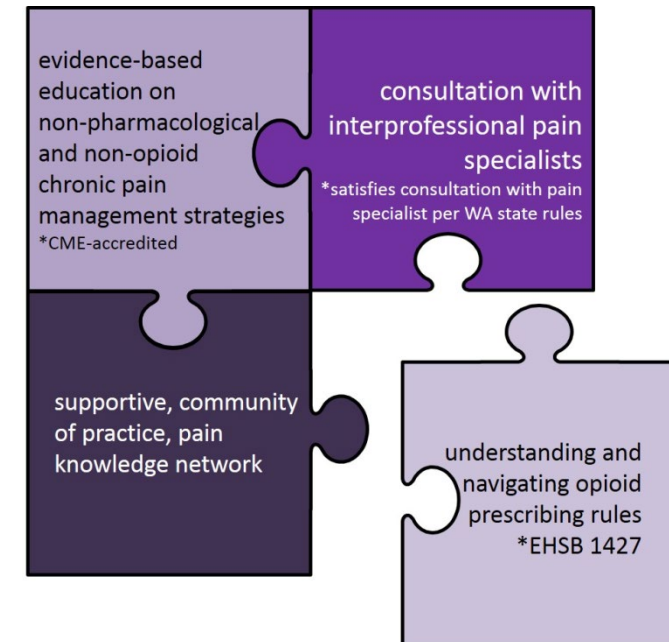 evidence-based
education on
non-pharmacological
and non-opioid
chronic pain
management strategies
*CME-accredited
consultation with
interprofessional pain
specialists
*satisfies consultation with pain
specialist per WA state rules
supportive, community
of practice, pain
knowledge network
understanding and
navigating opioid
prescribing rules
*EHSB 1427